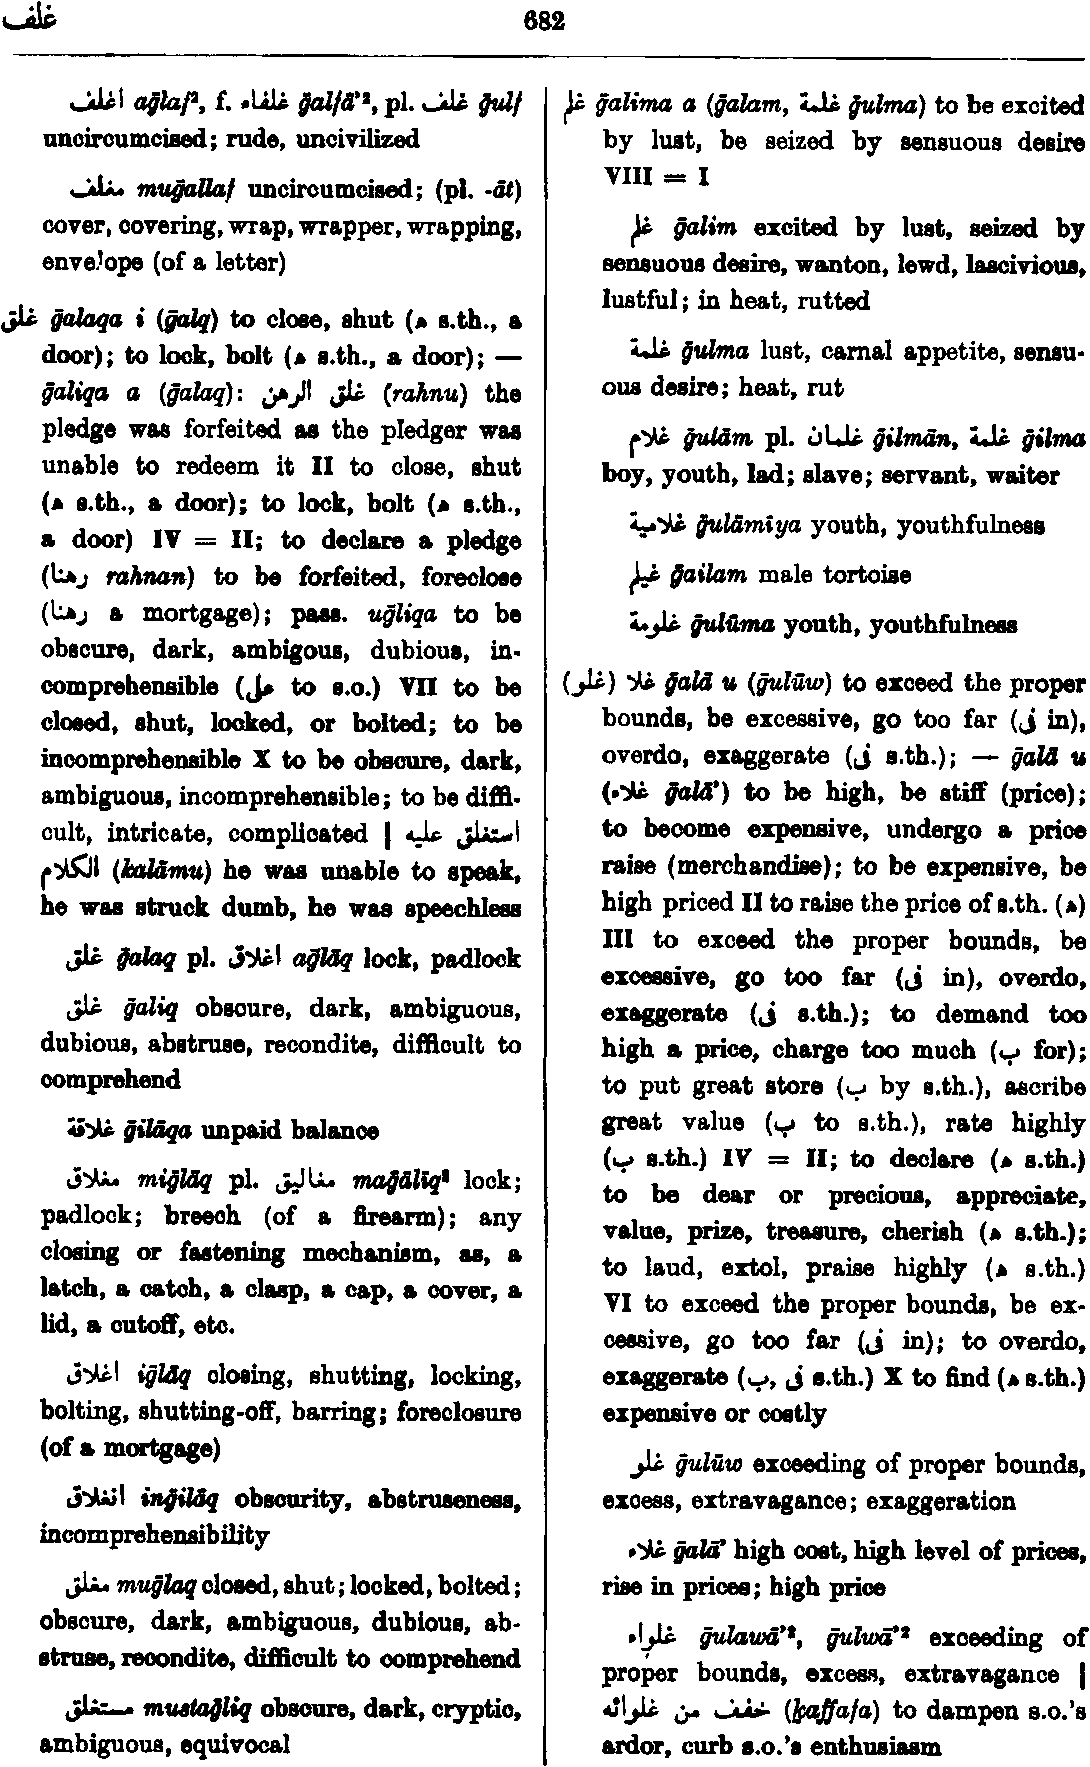 غلف
682
اغلف aḡlaf², f. غلفاء ḡalfā’², pl. غلف ḡulf
uncircumcised; rude, uncivilized
مغلف muḡallaf uncircumcised; (pl. -āt)
cover, covering, wrap, wrapper, wrapping,
envelope (of a letter)
غلق ḡalaqa i (ḡalq) to close, shut (ه s.th., a
door); to lock, bolt (ه s.th., a door); —
ḡaliqa a (ḡalaq): غلق الرهن (rahnu) the
pledge was forfeited as the pledger was
unable to redeem it II to close, shut
(ه s.th., a door); to lock, bolt (ه s.th.,
a door) IV = II; to declare a pledge
(رهنا rahnan) to be forfeited, foreclose
(رهنا a mortgage); pass. uḡliqa to be
obscure, dark, ambigous, dubious, in-
comprehensible (على to s.o.) VII to be
closed, shut, locked, or bolted; to be
incomprehensible X to be obscure, dark,
ambiguous, incomprehensible; to be diffi-
cult, intricate, complicated | استغلق عليه
الكلام (kalāmu) he was unable to speak,
he was struck dumb, he was speechless
غلق ḡalaq pl. اغلاق aḡlāq lock, padlock
غلق ḡaliq obscure, dark, ambiguous,
dubious, abstruse, recondite, difficult to
comprehend
غلاقة ḡilāqa unpaid balance
مغلاق miḡlāq pl. مغاليق maḡālīq² lock;
padlock; breech (of a firearm); any
closing or fastening mechanism, as, a
latch, a catch, a clasp, a cap, a cover, a
lid, a cutoff, etc.
اغلاق iḡlāq closing, shutting, locking,
bolting, shutting-off, barring; foreclosure
(of a mortgage)
انغلاق inḡilāq obscurity, abstruseness,
incomprehensibility
مغلق muḡlaq closed, shut; locked, bolted;
obscure, dark, ambiguous, dubious, ab-
struse, recondite, difficult to comprehend
مستغلق mustaḡliq obscure, dark, cryptic,
ambiguous, equivocal
غلم ḡalima a (ḡalam, غلمة ḡulma) to be excited
by lust, be seized by sensuous desire
VIII = I
غلم ḡalim excited by lust, seized by
sensuous desire, wanton, lewd, lascivious,
lustful; in heat, rutted
غلمة ḡulma lust, carnal appetite, sensu-
ous desire; heat, rut
غلام ḡulām pl. غلمان ḡilmān, غلمة ḡilma
boy, youth, lad; slave; servant, waiter
غلامية ḡulāmīya youth, youthfulness
غيلم ḡailam male tortoise
غلومة ḡulūma youth, youthfulness
(غلو) غلا ḡalā u (ḡulūw) to exceed the proper
bounds, be excessive, go too far (فى in),
overdo, exaggerate (فى s.th.); — ḡalā u
(غلاء ḡalā’) to be high, be stiff (price);
to become expensive, undergo a price
raise (merchandise); to be expensive, be
high priced II to raise the price of s.th. (ه)
III to exceed the proper bounds, be
excessive, go too far (فى in), overdo,
exaggerate (فى s.th.); to demand too
high a price, charge too much (ب for);
to put great store (ب by s.th.), ascribe
great value (ب to s.th.), rate highly
(ب s.th.) IV = II; to declare (ه s.th.)
to be dear or precious, appreciate,
value, prize, treasure, cherish (ه s.th.);
to laud, extol, praise highly (ه s.th.)
VI to exceed the proper bounds, be ex-
cessive, go too far (فى in); to overdo,
exaggerate (ب, فى s.th.) X to find (ه s.th.)
expensive or costly
غلو ḡulūw exceeding of proper bounds,
excess, extravagance; exaggeration
غلاء ḡalā’ high cost, high level of prices,
rise in prices; high price
غلواء ḡulawā’², ḡulwā’² exceeding of
proper bounds, excess, extravagance |
خفف من غلوائه (ḵaffafa) to dampen s.o.’s
ardor, curb s.o.’s enthusiasm